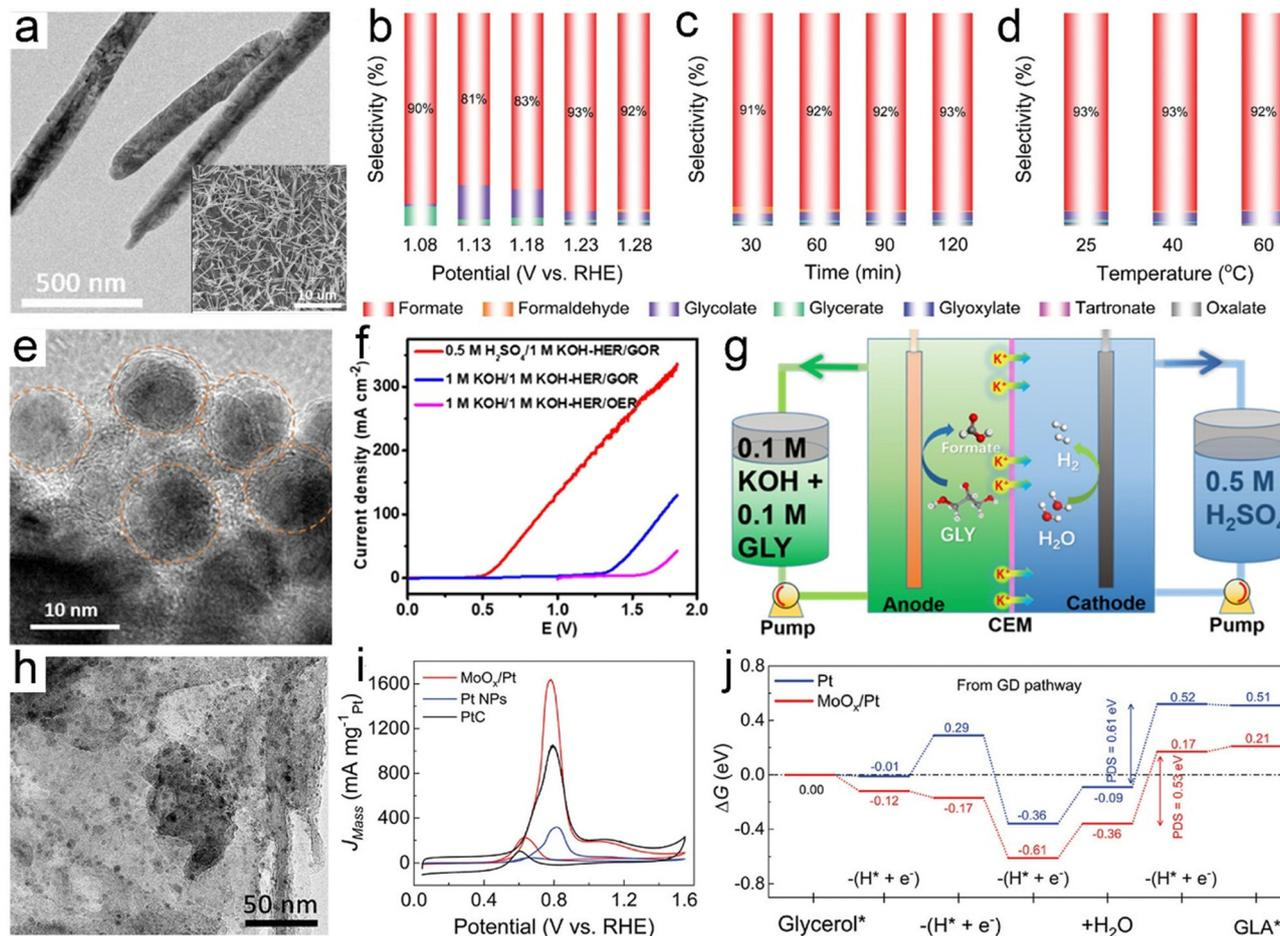 a
500 nm
10 um
b
Selectivity (%)
90%
81%
83%
93%
92%
1.08
1.13
1.18
1.23
1.28
Potential (V vs. RHE)
c
Selectivity (%)
91%
92%
92%
93%
30
60
90
120
Time (min)
d
Selectivity (%)
93%
93%
92%
25
40
60
Temperature (°C)
Formate
Formaldehyde
Glycolate
Glycerate
Glyoxylate
Tartronate
Oxalate
e
10 nm
f
Current density (mA cm⁻²)
300
200
100
0
0.5 M H₂SO₄/1 M KOH-HER/GOR
1 M KOH/1 M KOH-HER/GOR
1 M KOH/1 M KOH-HER/OER
0.0
0.5
1.0
1.5
2.0
E (V)
g
0.1 M
KOH +
0.1 M
GLY
Pump
Formate
GLY
Anode
K⁺
K⁺
K⁺
K⁺
K⁺
K⁺
CEM
H₂
H₂O
Cathode
0.5 M
H₂SO₄
Pump
h
50 nm
i
J_Mass (mA mg⁻¹_Pt)
1600
1200
800
400
0
MoOₓ/Pt
Pt NPs
PtC
0.0
0.4
0.8
1.2
1.6
Potential (V vs. RHE)
j
ΔG (eV)
0.8
0.4
0.0
-0.4
-0.8
Pt
MoOₓ/Pt
From GD pathway
0.00
-0.01
-0.12
0.29
-0.17
-0.36
-0.61
-0.09
-0.36
PDS = 0.61 eV
0.52
0.51
0.17
0.21
PDS = 0.53 eV
-(H* + e⁻)
-(H* + e⁻)
-(H* + e⁻)
Glycerol*
-(H* + e⁻)
+H₂O
GLA*